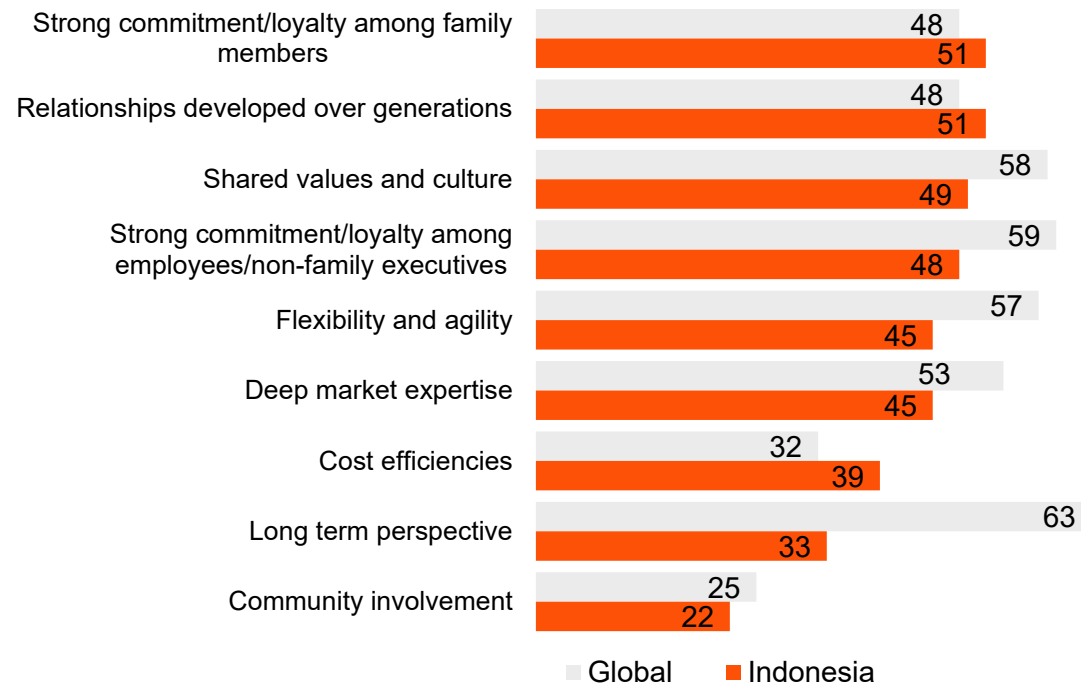 Strong commitment/loyalty among family
members
48
51
Relationships developed over generations
48
51
Shared values and culture
58
49
Strong commitment/loyalty among
employees/non-family executives
59
48
Flexibility and agility
57
45
Deep market expertise
53
45
Cost efficiencies
32
39
Long term perspective
63
33
Community involvement
25
22
Global
Indonesia